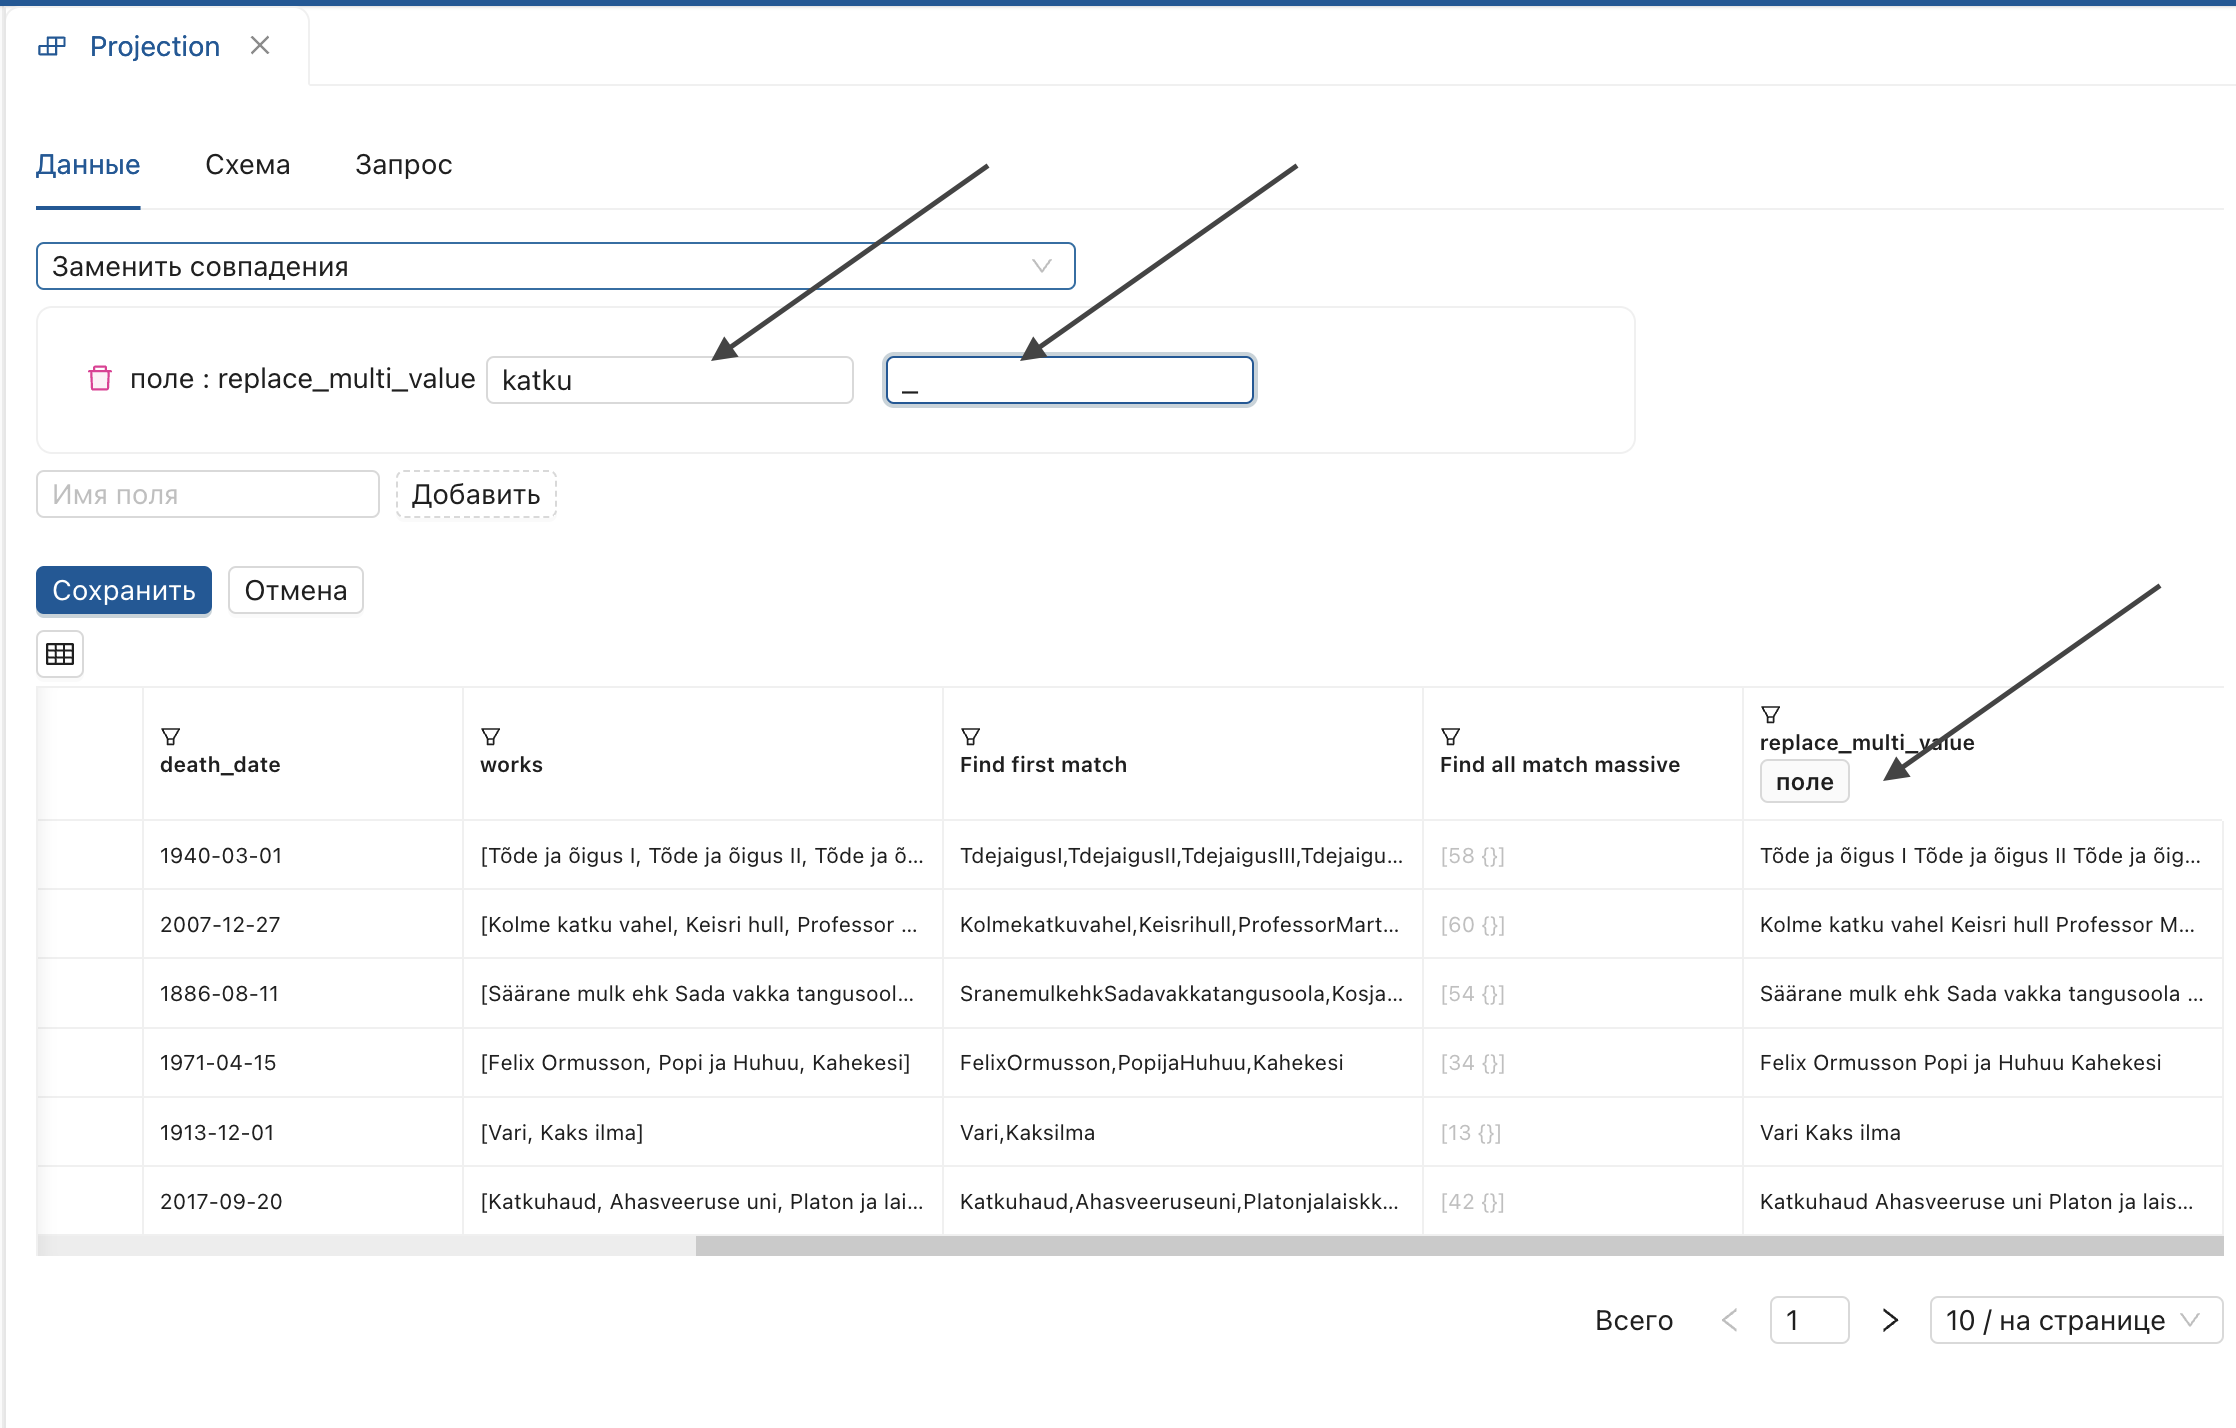 Projection
Данные Схема Запрос
Заменить совпадения
поле : replace_multi_value katku _
Имя поля Добавить
Сохранить Отмена
death_date works Find first match Find all match massive replace_multi_value
поле
1940-03-01 [Tõde ja õigus I, Tõde ja õigus II, Tõde ja õ... TdejaigusI,TdejaigusII,TdejaigusIII,Tdejaigu... [58 {}] Tõde ja õigus I Tõde ja õigus II Tõde ja õig...
2007-12-27 [Kolme katku vahel, Keisri hull, Professor ... Kolmekatkuvahel,Keisrihull,ProfessorMart... [60 {}] Kolme katku vahel Keisri hull Professor M...
1886-08-11 [Säärane mulk ehk Sada vakka tangusool... SranemulkehkSadavakkatangusoola,Kosja... [54 {}] Säärane mulk ehk Sada vakka tangusoola ...
1971-04-15 [Felix Ormusson, Popi ja Huhuu, Kahekesi] FelixOrmusson,PopijaHuhuu,Kahekesi [34 {}] Felix Ormusson Popi ja Huhuu Kahekesi
1913-12-01 [Vari, Kaks ilma] Vari,Kaksilma [13 {}] Vari Kaks ilma
2017-09-20 [Katkuhaud, Ahasveeruse uni, Platon ja lai... Katkuhaud,Ahasveeruseuni,Platonjalaiskk... [42 {}] Katkuhaud Ahasveeruse uni Platon ja lais...
Всего 1 10 / на странице